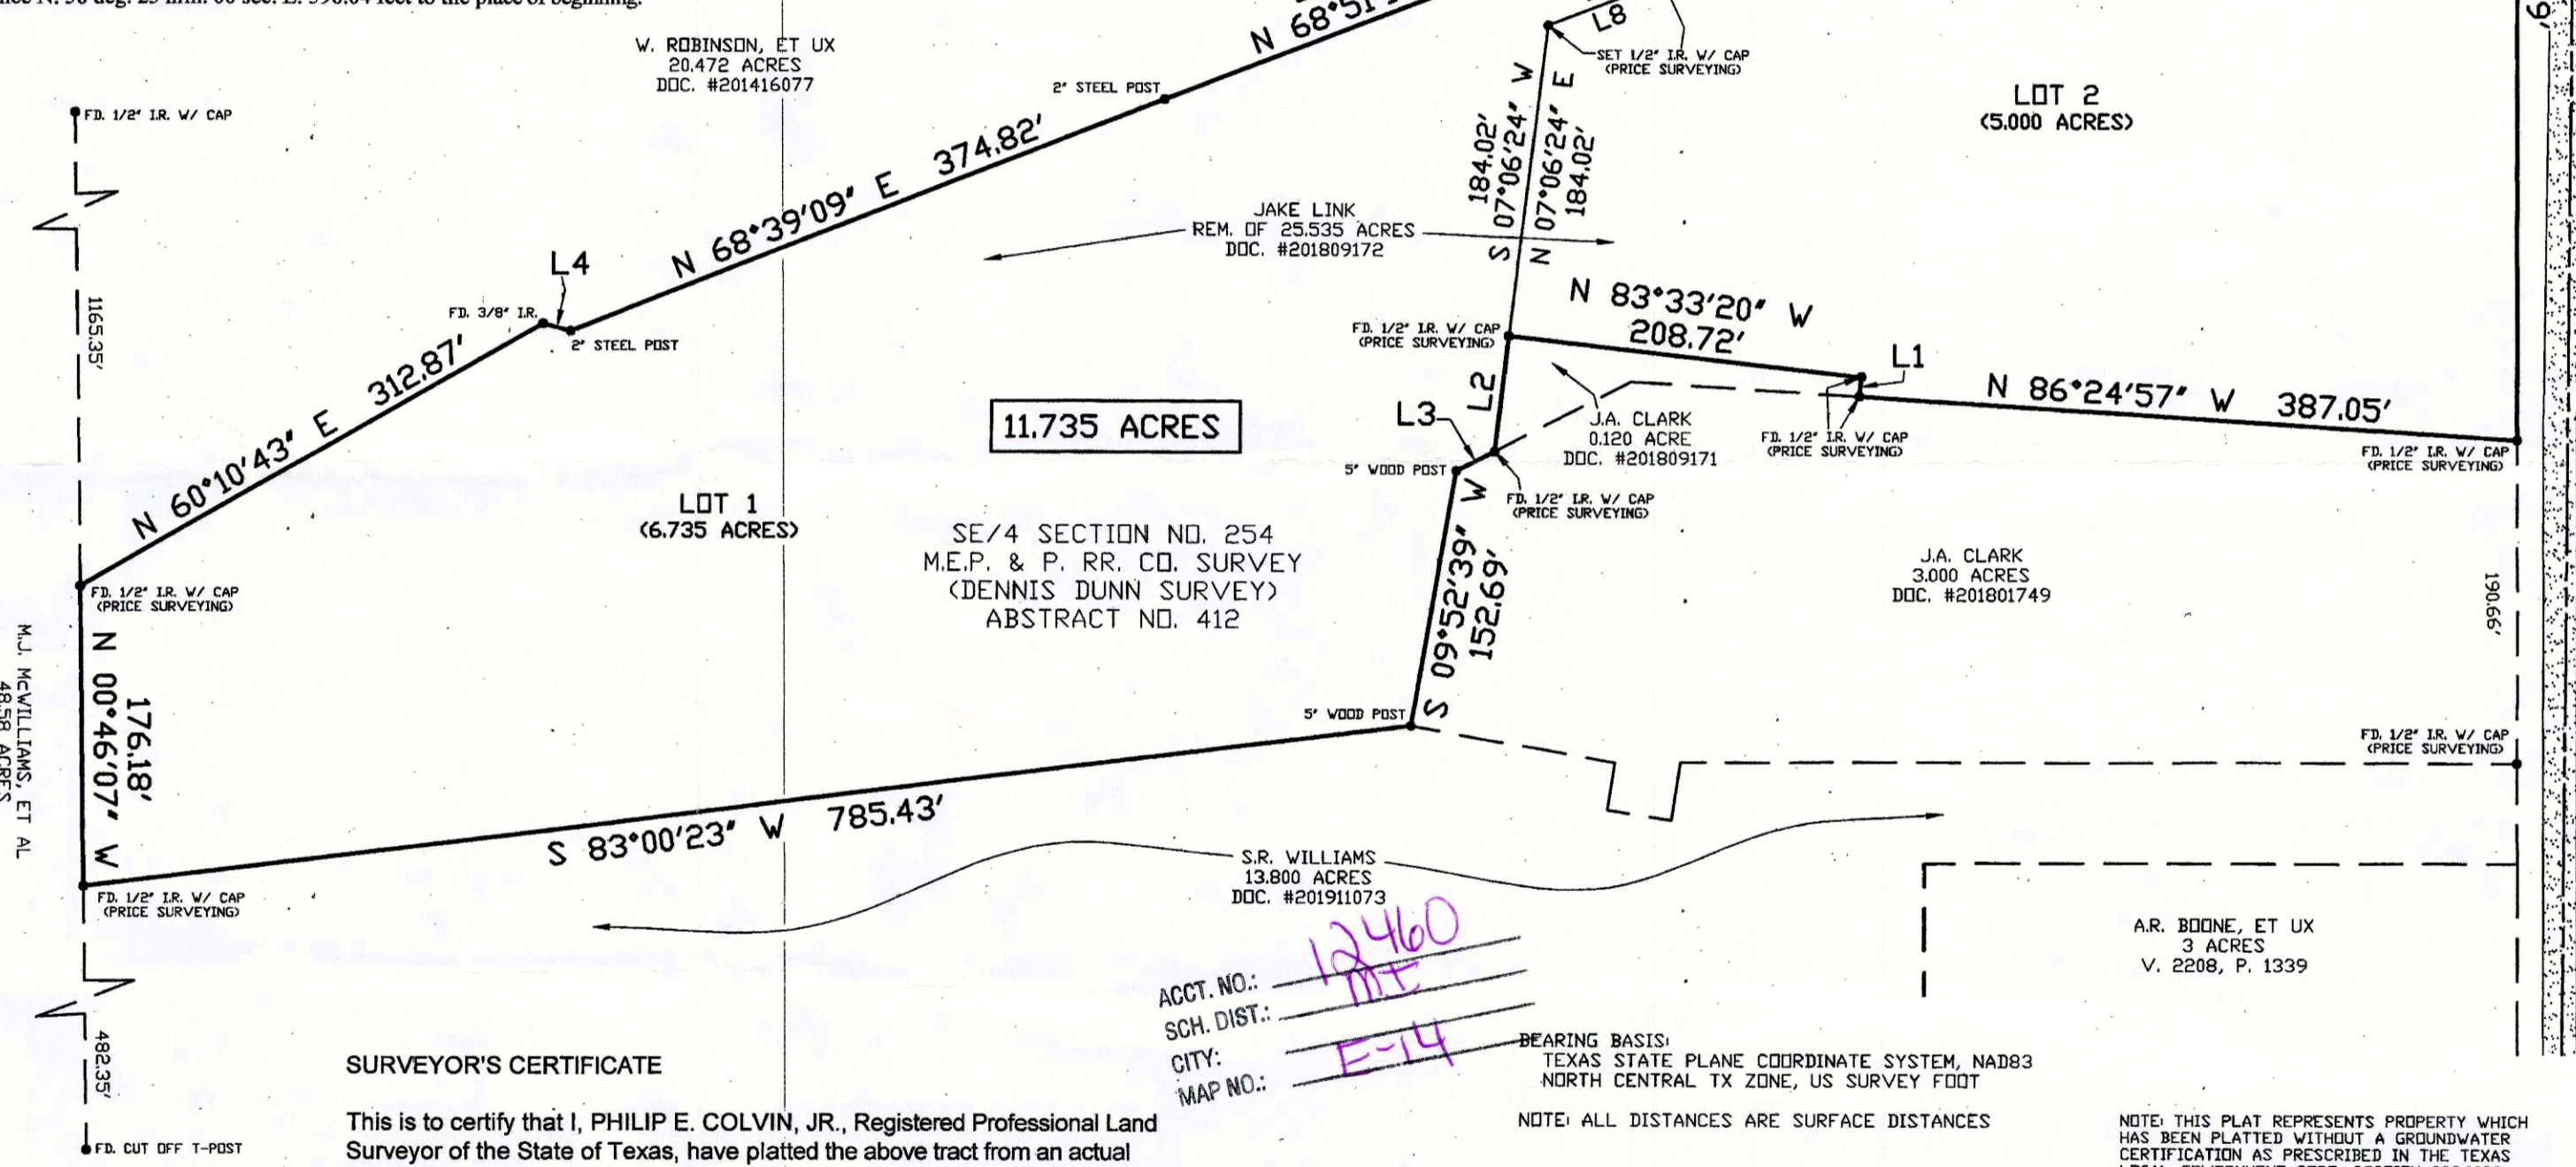 W. ROBINSON, ET UX
20.472 ACRES
DOC. #201416077
FD. 1/2" I.R. W/ CAP
2" STEEL POST
N 68°51'
L8
SET 1/2" I.R. W/ CAP
(PRICE SURVEYING)
LOT 2
(5.000 ACRES)
184.02'
S 07°06'24" W
N 07°06'24" E
184.02'
N 68°39'09" E 374.82'
JAKE LINK
REM. OF 25.535 ACRES
DOC. #201809172
L4
FD. 3/8" I.R.
2" STEEL POST
1165.35'
N 60°10'43" E 312.87'
N 83°33'20" W
208.72'
FD. 1/2" I.R. W/ CAP
(PRICE SURVEYING)
L1
N 86°24'57" W 387.05'
L2
L3
11.735 ACRES
J.A. CLARK
0.120 ACRE
DOC. #201809171
FD. 1/2" I.R. W/ CAP
(PRICE SURVEYING)
FD. 1/2" I.R. W/ CAP
(PRICE SURVEYING)
5" WOOD POST
FD. 1/2" I.R. W/ CAP
(PRICE SURVEYING)
LOT 1
(6.735 ACRES)
SE/4 SECTION NO. 254
M.E.P. & P. RR. CO. SURVEY
(DENNIS DUNN SURVEY)
ABSTRACT NO. 412
S 09°52'39" W
152.69'
J.A. CLARK
3.000 ACRES
DOC. #201801749
190.66'
FD. 1/2" I.R. W/ CAP
(PRICE SURVEYING)
N 00°46'07" W
176.18'
M.J. McWILLIAMS, ET AL
48.58 ACRES
5" WOOD POST
FD. 1/2" I.R. W/ CAP
(PRICE SURVEYING)
S 83°00'23" W 785.43'
FD. 1/2" I.R. W/ CAP
(PRICE SURVEYING)
S.R. WILLIAMS
13.800 ACRES
DOC. #201911073
A.R. BOONE, ET UX
3 ACRES
V. 2208, P. 1339
ACCT. NO.: 12460
SCH. DIST.: mt
CITY:
MAP NO.: E-14
482.35'
FD. CUT OFF T-POST
BEARING BASIS:
TEXAS STATE PLANE COORDINATE SYSTEM, NAD83
NORTH CENTRAL TX ZONE, US SURVEY FOOT
NOTE: ALL DISTANCES ARE SURFACE DISTANCES
SURVEYOR'S CERTIFICATE
This is to certify that I, PHILIP E. COLVIN, JR., Registered Professional Land
Surveyor of the State of Texas, have platted the above tract from an actual
NOTE: THIS PLAT REPRESENTS PROPERTY WHICH
HAS BEEN PLATTED WITHOUT A GROUNDWATER
CERTIFICATION AS PRESCRIBED IN THE TEXAS